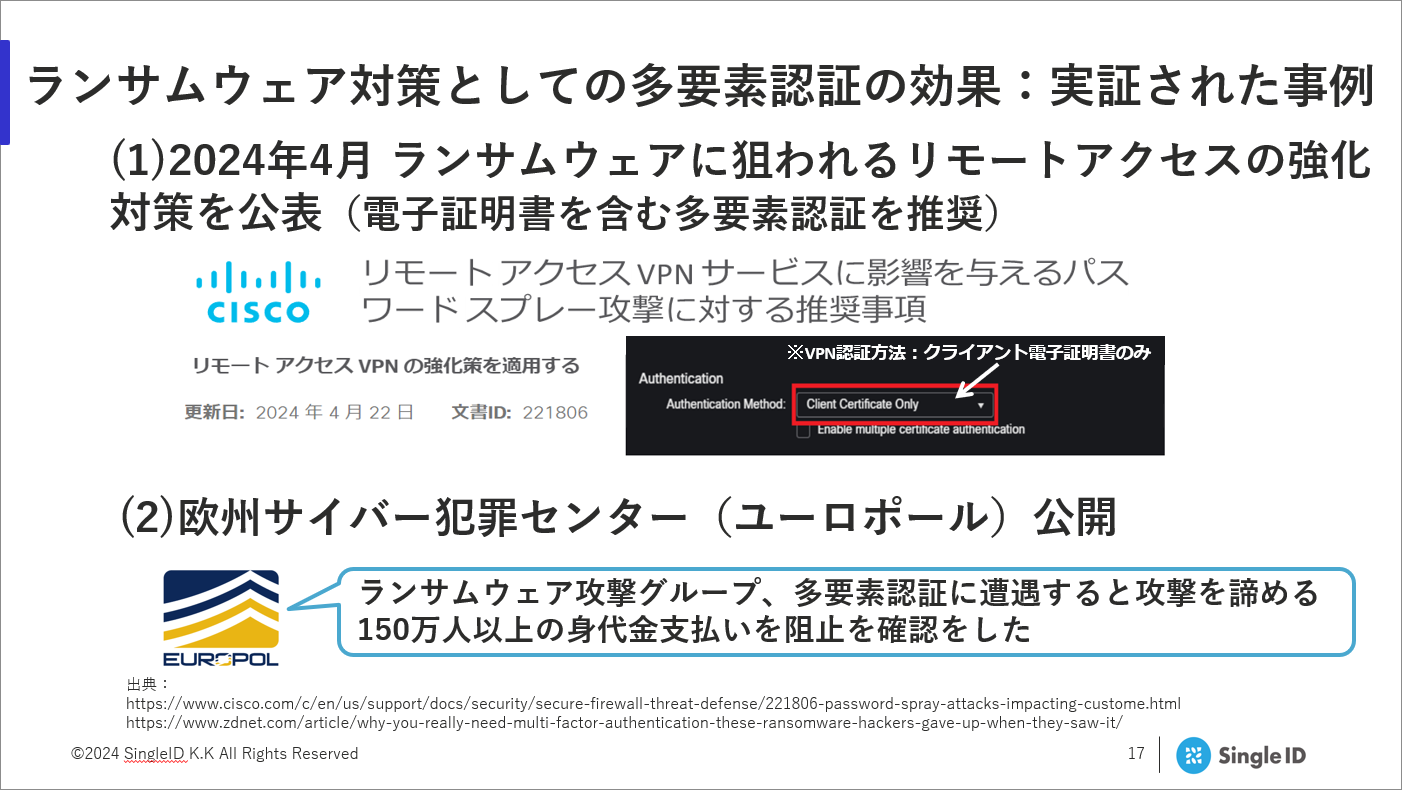 ランサムウェア対策としての多要素認証の効果：実証された事例
(1)2024年4月 ランサムウェアに狙われるリモートアクセスの強化
対策を公表（電子証明書を含む多要素認証を推奨）
CISCO
リモート アクセス VPN サービスに影響を与えるパス
ワード スプレー攻撃に対する推奨事項
リモート アクセス VPN の強化策を適用する
更新日: 2024 年 4 月 22 日 文書ID: 221806
※VPN認証方法：クライアント電子証明書のみ
Authentication
Authentication Method: Client Certificate Only
Enable multiple certificate authentication
(2)欧州サイバー犯罪センター（ユーロポール）公開
EUROPOL
ランサムウェア攻撃グループ、多要素認証に遭遇すると攻撃を諦める
150万人以上の身代金支払いを阻止を確認をした
出典：
https://www.cisco.com/c/en/us/support/docs/security/secure-firewall-threat-defense/221806-password-spray-attacks-impacting-custome.html
https://www.zdnet.com/article/why-you-really-need-multi-factor-authentication-these-ransomware-hackers-gave-up-when-they-saw-it/
©2024 SingleID K.K All Rights Reserved
17
Single ID